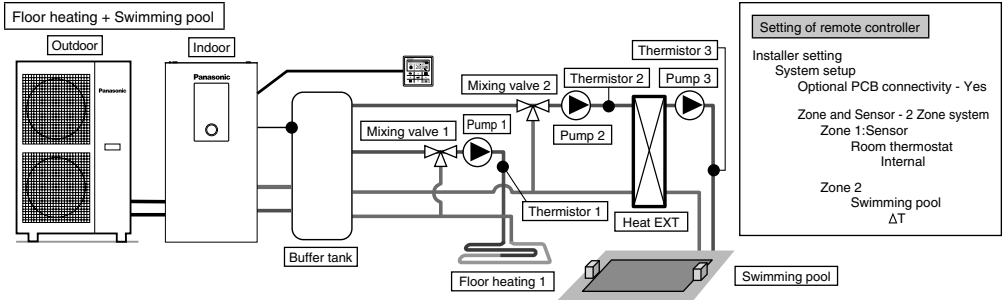 Floor heating + Swimming pool
Outdoor
Indoor
Panasonic
Panasonic
Mixing valve 2
Thermistor 2
Thermistor 3
Pump 3
Mixing valve 1
Pump 1
Pump 2
Thermistor 1
Heat EXT
Buffer tank
Floor heating 1
Swimming pool
Setting of remote controller
Installer setting
System setup
Optional PCB connectivity - Yes
Zone and Sensor - 2 Zone system
Zone 1:Sensor
Room thermostat
Internal
Zone 2
Swimming pool
ΔT